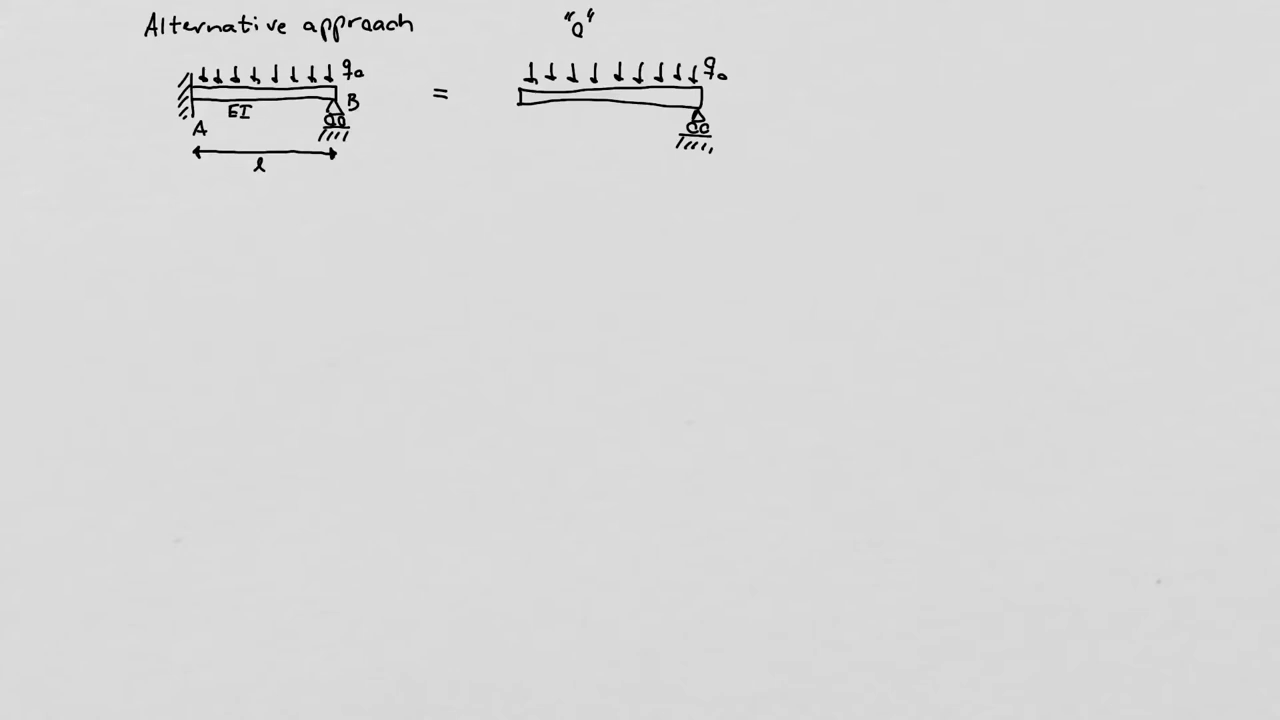 Alternative approach "0"
q₀ = q₀
B
EI
A
l